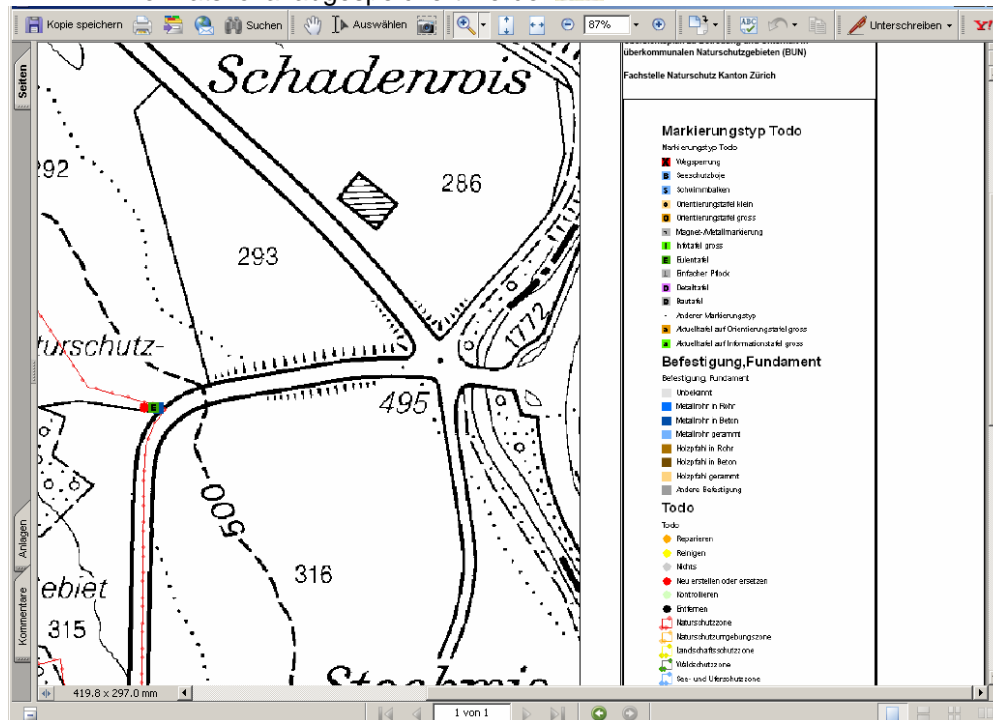 Kopie speichern
Suchen
Auswählen
87%
Unterschreiben
Y!
Seiten
Anlagen
Kommentare
überkommunalen Naturschutzgebieten (BUN)
Fachstelle Naturschutz Kanton Zürich
Schadenwis
292
286
293
1772
turschutz-
495
E
500
316
ebiet
315
Markierungstyp Todo
Markierungstyp Todo
Wegsperrung
B Seeschutzboje
S Schwimmbalken
Orientierungstafel klein
O Orientierungstafel gross
Magnet-/Metallmarkierung
I Infotafel gross
E Eulentafel
Einfacher Pflock
D Detailtafel
Bautafel
Anderer Markierungstyp
a Aktuelltafel auf Orientierungstafel gross
a Aktuelltafel auf Informationstafel gross
Befestigung,Fundament
Befestigung, Fundament
Unbekannt
Metallrohr in Rohr
Metallrohr in Beton
Metallrohr gerammt
Holzpfahl in Rohr
Holzpfahl in Beton
Holzpfahl gerammt
Andere Befestigung
Todo
Todo
Reparieren
Reinigen
Nichts
Neu erstellen oder ersetzen
Kontrollieren
Entfernen
Naturschutzzone
Naturschutzumgebungszone
Landschaftsschutzzone
Waldschutzzone
See- und Uferschutzzone
419.8 x 297.0 mm
1 von 1